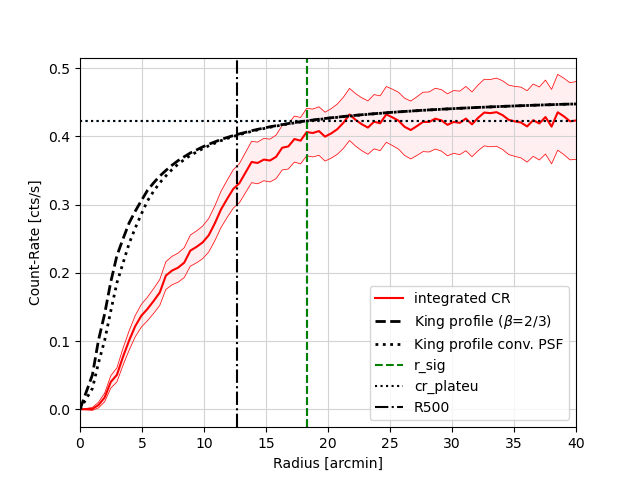 0.5
0.4
0.3
0.2
0.1
0.0
Count-Rate [cts/s]
integrated CR
King profile (β=2/3)
King profile conv. PSF
r_sig
cr_plateu
R500
0 5 10 15 20 25 30 35 40
Radius [arcmin]